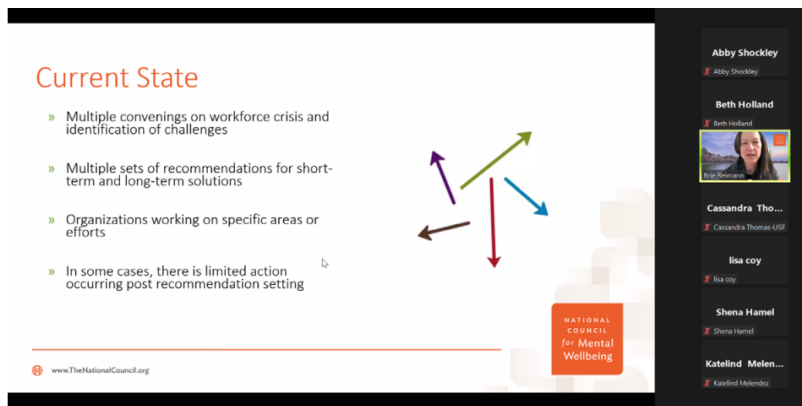 Current State
» Multiple convenings on workforce crisis and
identification of challenges
» Multiple sets of recommendations for short-
term and long-term solutions
» Organizations working on specific areas or
efforts
» In some cases, there is limited action
occurring post recommendation setting
NATIONAL
COUNCIL
for Mental
Wellbeing
www.TheNationalCouncil.org
Abby Shockley
Abby Shockley
Beth Holland
Beth Holland
Brie Reimann
Cassandra Tho...
Cassandra Thomas-USF
lisa coy
lisa coy
Shena Hamel
Shena Hamel
Katelind Melen...
Katelind Melendez